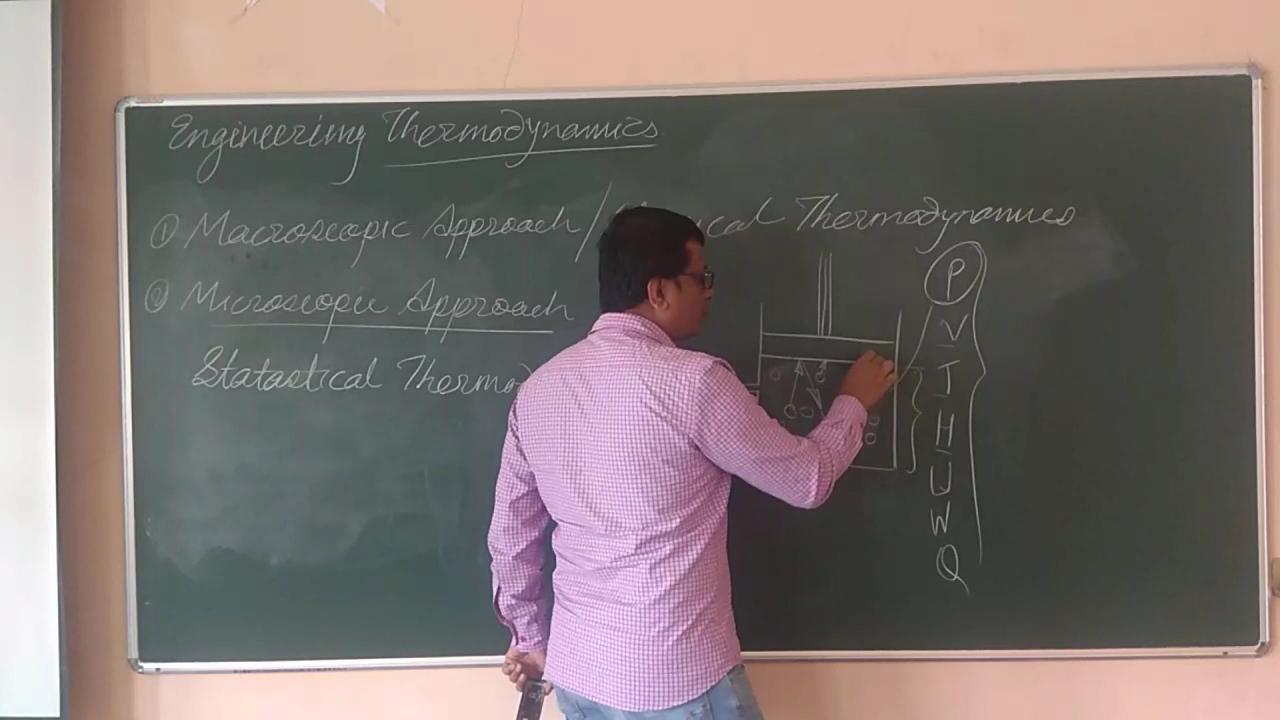 Engineering Thermodynamics
① Macroscopic Approach / Thermodynamics
② Microscopic Approach
Statastical
P
V
T
H
U
W
Q